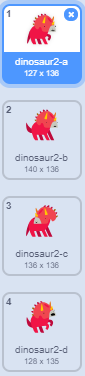 1
dinosaur2-a
127 x 136
2
dinosaur2-b
140 x 136
3
dinosaur2-c
136 x 136
4
dinosaur2-d
128 x 135